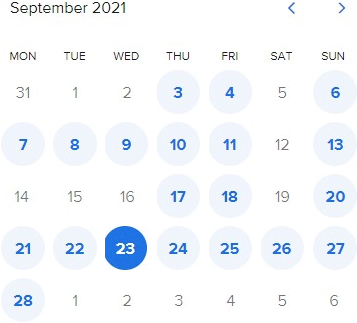 September 2021
MON TUE WED THU FRI SAT SUN
31 1 2 3 4 5 6
7 8 9 10 11 12 13
14 15 16 17 18 19 20
21 22 23 24 25 26 27
28 1 2 3 4 5 6